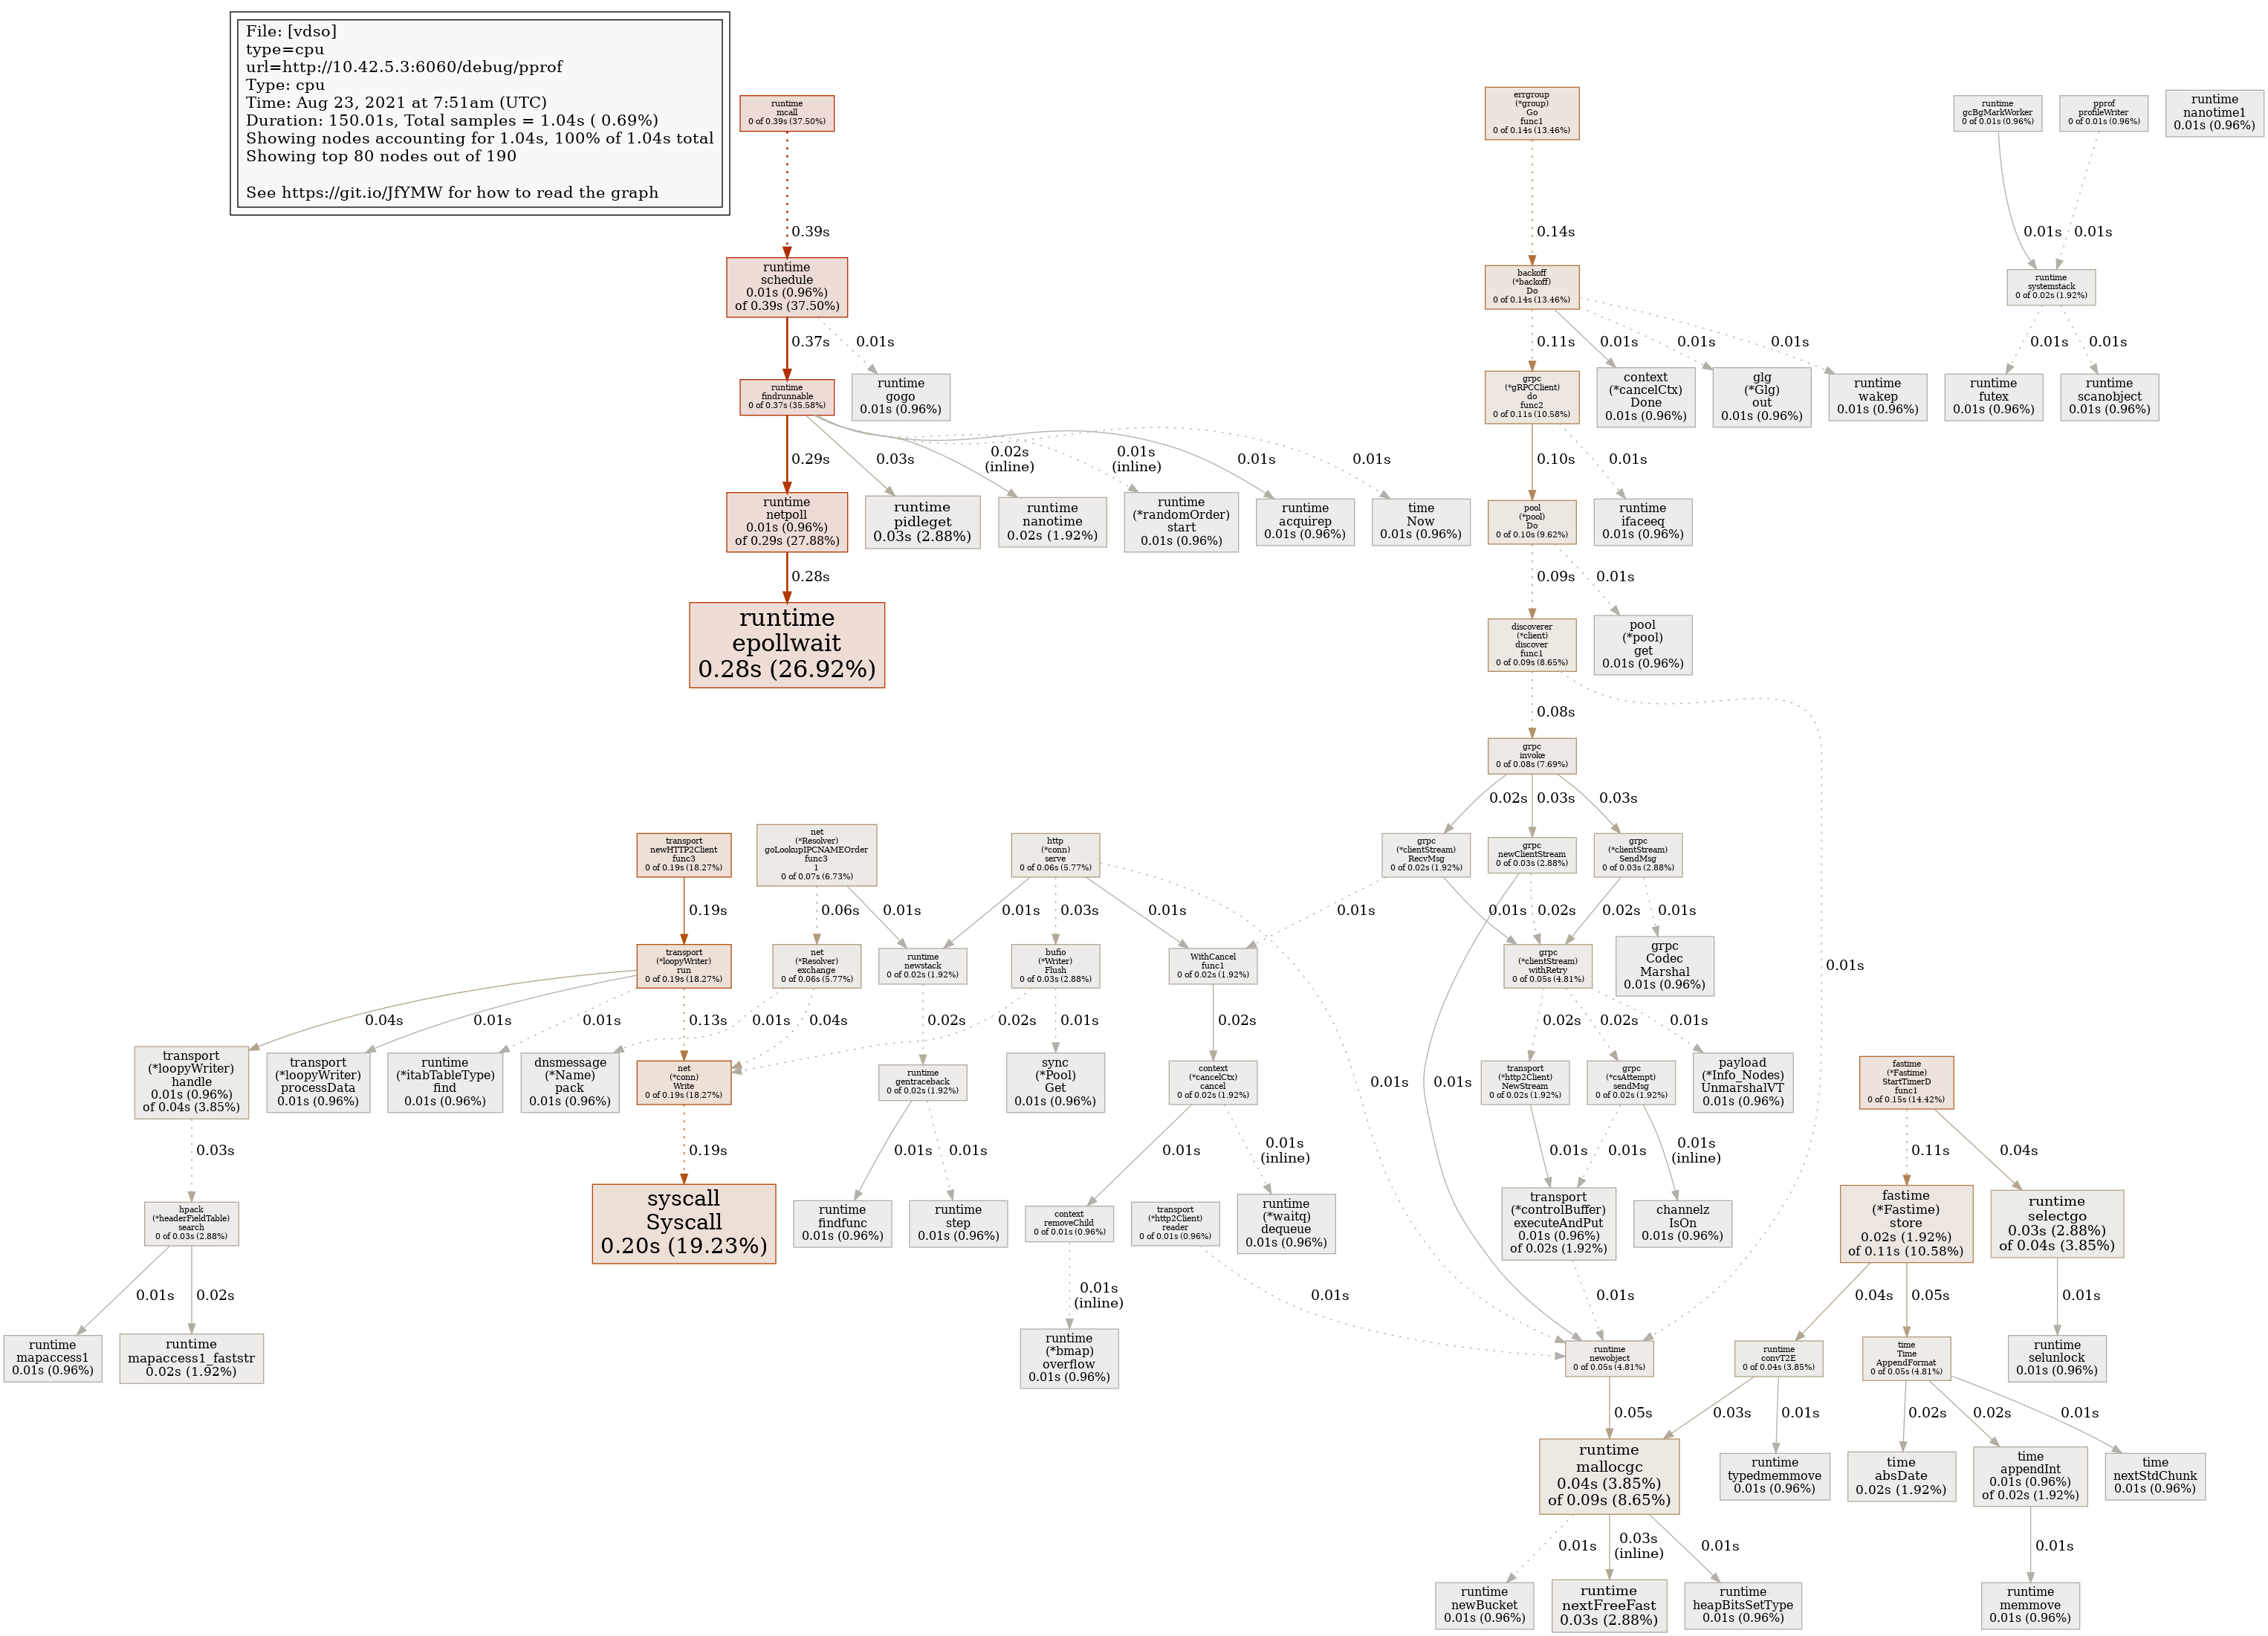 File: [vdso]
type=cpu
url=http://10.42.5.3:6060/debug/pprof
Type: cpu
Time: Aug 23, 2021 at 7:51am (UTC)
Duration: 150.01s, Total samples = 1.04s ( 0.69%)
Showing nodes accounting for 1.04s, 100% of 1.04s total
Showing top 80 nodes out of 190
See https://git.io/JfYMW for how to read the graph
runtime
mcall
0 of 0.39s (37.50%)
errgroup
(*group)
Go
func1
0 of 0.14s (13.46%)
runtime
gcBgMarkWorker
0 of 0.01s (0.96%)
pprof
profileWriter
0 of 0.01s (0.96%)
runtime
nanotime1
0.01s (0.96%)
0.39s
0.14s
0.01s
0.01s
runtime
schedule
0.01s (0.96%)
of 0.39s (37.50%)
backoff
(*backoff)
Do
0 of 0.14s (13.46%)
runtime
systemstack
0 of 0.02s (1.92%)
0.37s
0.01s
0.11s
0.01s
0.01s
0.01s
0.01s
0.01s
runtime
findrunnable
0 of 0.37s (35.58%)
runtime
gogo
0.01s (0.96%)
grpc
(*gRPCClient)
do
func2
0 of 0.11s (10.58%)
context
(*cancelCtx)
Done
0.01s (0.96%)
glg
(*Glg)
out
0.01s (0.96%)
runtime
wakep
0.01s (0.96%)
runtime
futex
0.01s (0.96%)
runtime
scanobject
0.01s (0.96%)
0.29s
0.03s
0.02s
(inline)
0.01s
(inline)
0.01s
0.01s
0.10s
0.01s
runtime
netpoll
0.01s (0.96%)
of 0.29s (27.88%)
runtime
pidleget
0.03s (2.88%)
runtime
nanotime
0.02s (1.92%)
runtime
(*randomOrder)
start
0.01s (0.96%)
runtime
acquirep
0.01s (0.96%)
time
Now
0.01s (0.96%)
pool
(*pool)
Do
0 of 0.10s (9.62%)
runtime
ifaceeq
0.01s (0.96%)
0.28s
0.09s
0.01s
runtime
epollwait
0.28s (26.92%)
discoverer
(*client)
discover
func1
0 of 0.09s (8.65%)
pool
(*pool)
get
0.01s (0.96%)
0.08s
0.01s
grpc
invoke
0 of 0.08s (7.69%)
0.02s
0.03s
0.03s
transport
newHTTP2Client
func3
0 of 0.19s (18.27%)
net
(*Resolver)
goLookupIPCNAMEOrder
func3
1
0 of 0.07s (6.73%)
http
(*conn)
serve
0 of 0.06s (5.77%)
grpc
(*clientStream)
RecvMsg
0 of 0.02s (1.92%)
grpc
newClientStream
0 of 0.03s (2.88%)
grpc
(*clientStream)
SendMsg
0 of 0.03s (2.88%)
0.19s
0.06s
0.01s
0.01s
0.03s
0.01s
0.01s
0.01s
0.01s
0.02s
0.02s
0.01s
transport
(*loopyWriter)
run
0 of 0.19s (18.27%)
net
(*Resolver)
exchange
0 of 0.06s (5.77%)
runtime
newstack
0 of 0.02s (1.92%)
bufio
(*Writer)
Flush
0 of 0.03s (2.88%)
WithCancel
func1
0 of 0.02s (1.92%)
grpc
(*clientStream)
withRetry
0 of 0.05s (4.81%)
grpc
Codec
Marshal
0.01s (0.96%)
0.04s
0.01s
0.01s
0.13s
0.01s
0.04s
0.02s
0.02s
0.01s
0.02s
0.01s
0.02s
0.02s
0.01s
transport
(*loopyWriter)
handle
0.01s (0.96%)
of 0.04s (3.85%)
transport
(*loopyWriter)
processData
0.01s (0.96%)
runtime
(*itabTableType)
find
0.01s (0.96%)
dnsmessage
(*Name)
pack
0.01s (0.96%)
net
(*conn)
Write
0 of 0.19s (18.27%)
runtime
gentraceback
0 of 0.02s (1.92%)
sync
(*Pool)
Get
0.01s (0.96%)
context
(*cancelCtx)
cancel
0 of 0.02s (1.92%)
transport
(*http2Client)
NewStream
0 of 0.02s (1.92%)
grpc
(*csAttempt)
sendMsg
0 of 0.02s (1.92%)
payload
(*Info_Nodes)
UnmarshalVT
0.01s (0.96%)
fastime
(*Fastime)
StartTimerD
func1
0 of 0.15s (14.42%)
0.03s
0.19s
0.01s
0.01s
0.01s
0.01s
(inline)
0.01s
0.01s
0.01s
(inline)
0.11s
0.04s
hpack
(*headerFieldTable)
search
0 of 0.03s (2.88%)
syscall
Syscall
0.20s (19.23%)
runtime
findfunc
0.01s (0.96%)
runtime
step
0.01s (0.96%)
context
removeChild
0 of 0.01s (0.96%)
transport
(*http2Client)
reader
0 of 0.01s (0.96%)
runtime
(*waitq)
dequeue
0.01s (0.96%)
transport
(*controlBuffer)
executeAndPut
0.01s (0.96%)
of 0.02s (1.92%)
channelz
IsOn
0.01s (0.96%)
fastime
(*Fastime)
store
0.02s (1.92%)
of 0.11s (10.58%)
runtime
selectgo
0.03s (2.88%)
of 0.04s (3.85%)
0.01s
0.02s
0.01s
(inline)
0.01s
0.01s
0.04s
0.05s
0.01s
runtime
mapaccess1
0.01s (0.96%)
runtime
mapaccess1_faststr
0.02s (1.92%)
runtime
(*bmap)
overflow
0.01s (0.96%)
runtime
newobject
0 of 0.05s (4.81%)
runtime
convT2E
0 of 0.04s (3.85%)
time
Time
AppendFormat
0 of 0.05s (4.81%)
runtime
selunlock
0.01s (0.96%)
0.05s
0.03s
0.01s
0.02s
0.02s
0.01s
runtime
mallocgc
0.04s (3.85%)
of 0.09s (8.65%)
runtime
typedmemmove
0.01s (0.96%)
time
absDate
0.02s (1.92%)
time
appendInt
0.01s (0.96%)
of 0.02s (1.92%)
time
nextStdChunk
0.01s (0.96%)
0.01s
0.03s
(inline)
0.01s
0.01s
runtime
newBucket
0.01s (0.96%)
runtime
nextFreeFast
0.03s (2.88%)
runtime
heapBitsSetType
0.01s (0.96%)
runtime
memmove
0.01s (0.96%)